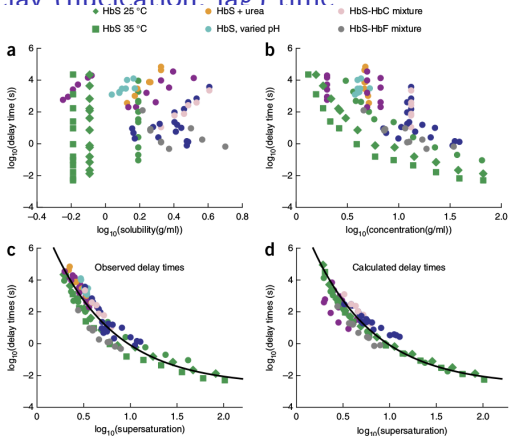 HbS 25 °C HbS + urea HbS-HbC mixture
HbS 35 °C HbS, varied pH HbS-HbF mixture
a
6
4
2
0
−2
−4
log10(delay time (s))
−0.4 −0.2 0 0.2 0.4 0.6 0.8
log10(solubility(g/ml))
b
6
4
2
0
−2
−4
log10(delay time (s))
0 0.5 1.0 1.5 2.0
log10(concentration(g/ml))
c
Observed delay times
6
4
2
0
−2
−4
log10(delay times (s))
0 0.5 1.0 1.5 2.0
log10(supersaturation)
d
Calculated delay times
6
4
2
0
−2
−4
log10(delay times (s))
0 0.5 1.0 1.5 2.0
log10(supersaturation)